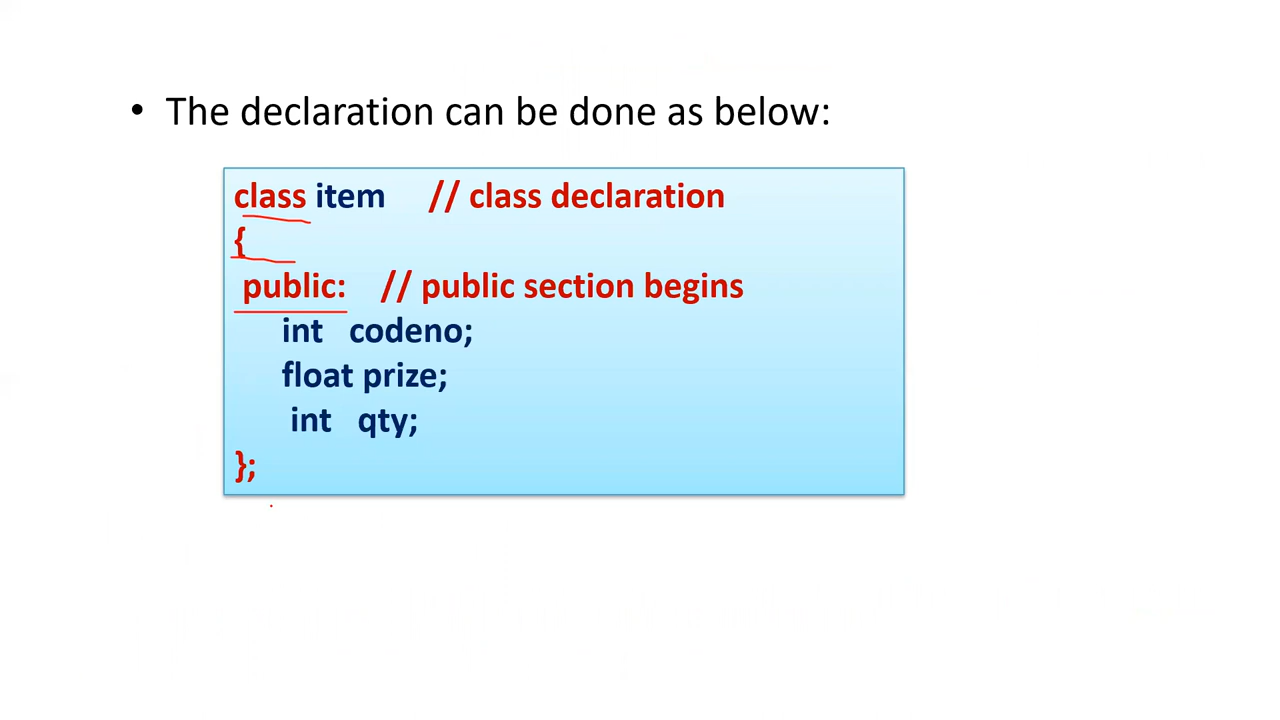 • The declaration can be done as below:
class item // class declaration
{
public: // public section begins
int codeno;
float prize;
int qty;
};